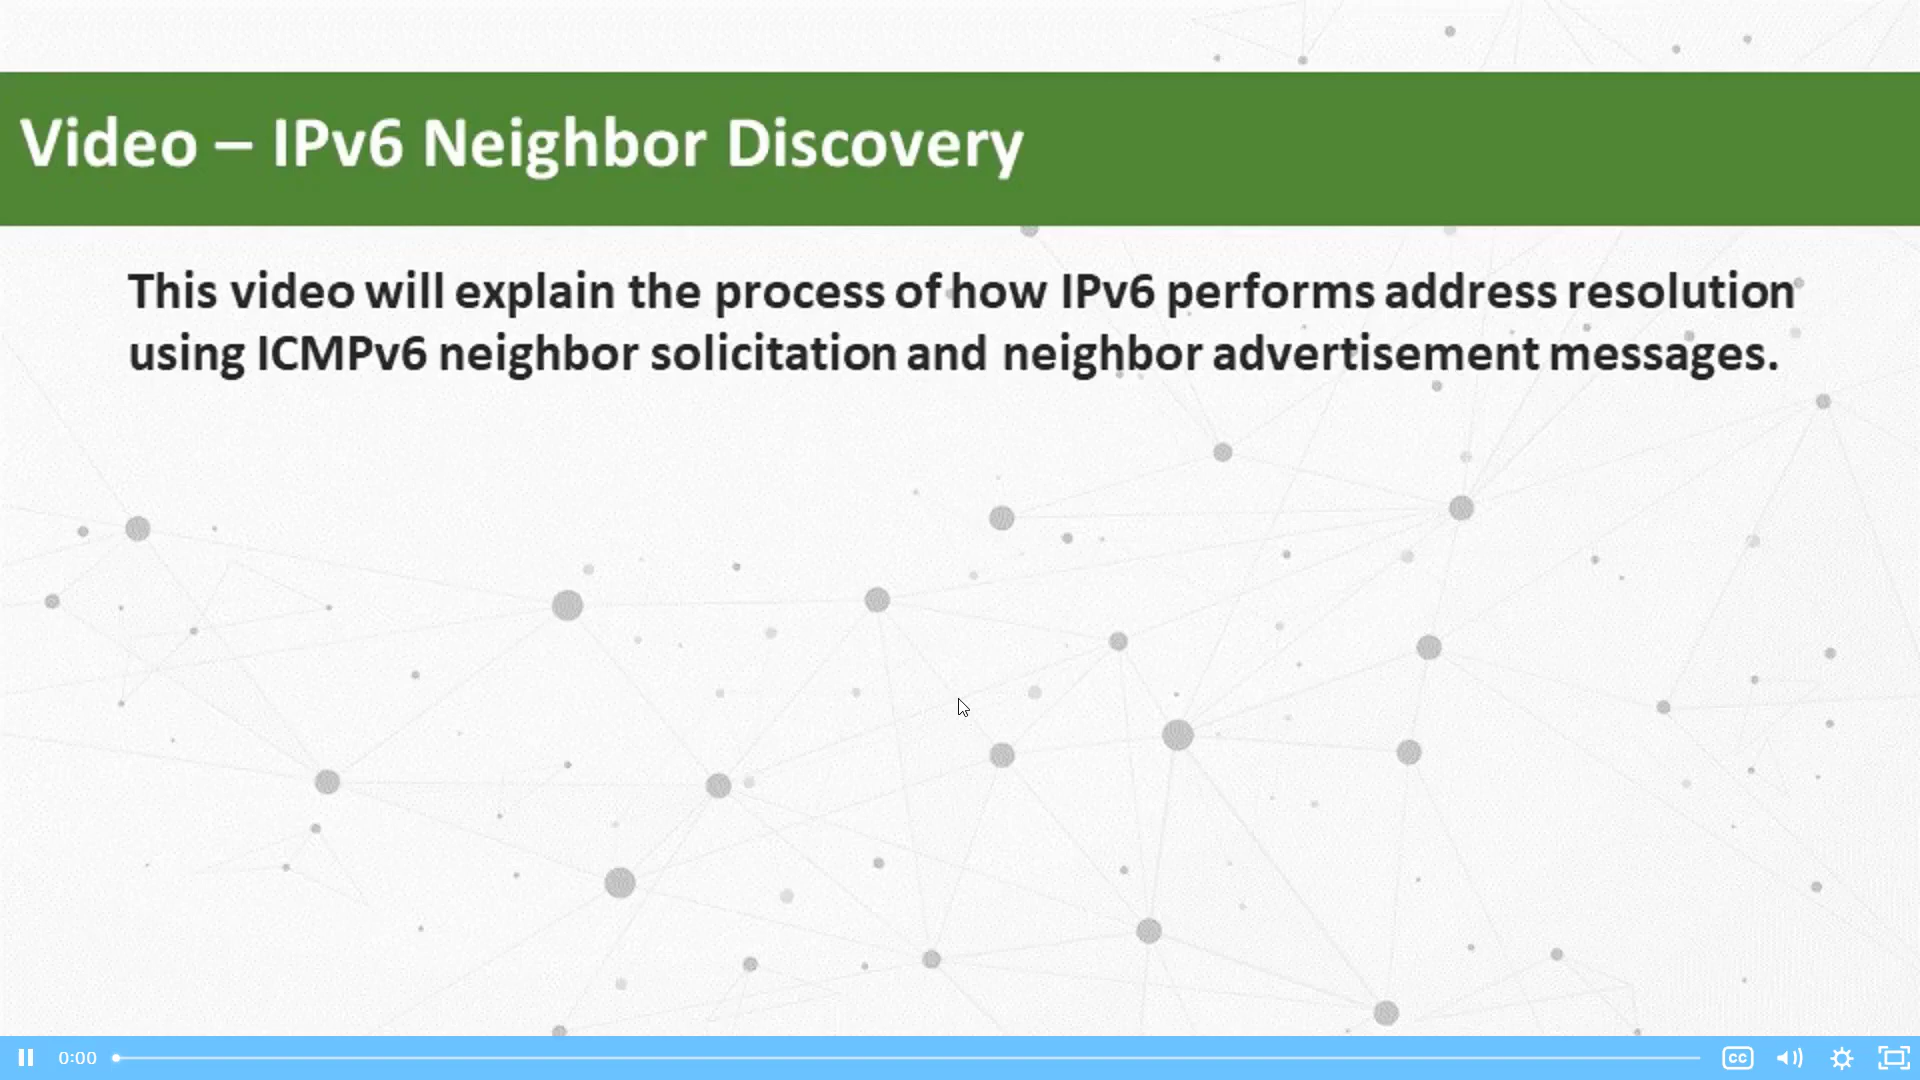 Video – IPv6 Neighbor Discovery
This video will explain the process of how IPv6 performs address resolution
using ICMPv6 neighbor solicitation and neighbor advertisement messages.
0:00
CC